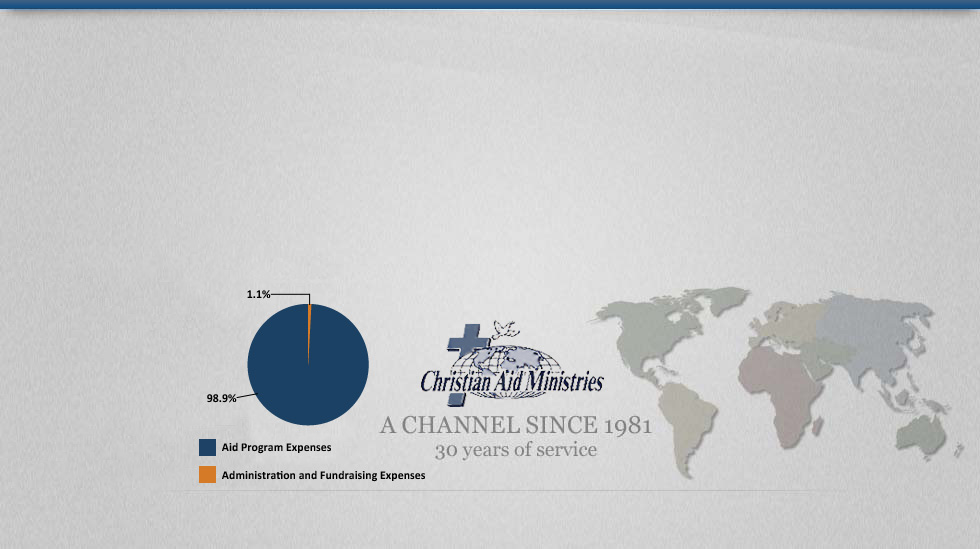 1.1%
98.9%
Aid Program Expenses
Administration and Fundraising Expenses
Christian Aid Ministries
A CHANNEL SINCE 1981
30 years of service